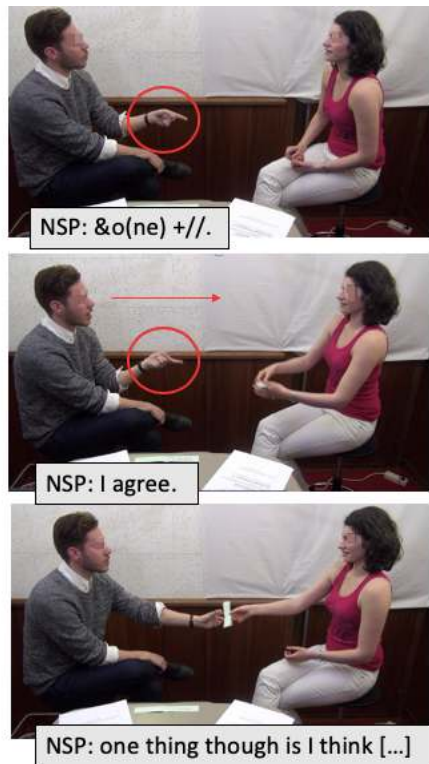 NSP: &o(ne) +//.
NSP: I agree.
NSP: one thing though is I think [...]